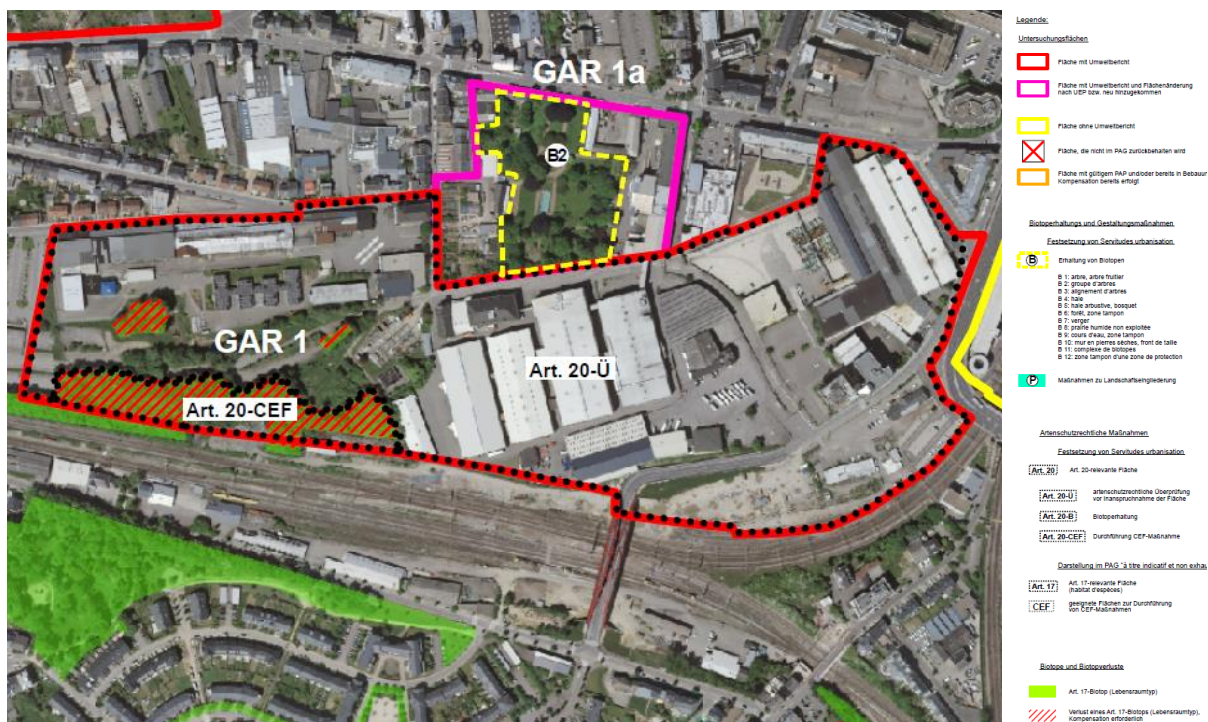 GAR 1a
B2
GAR 1
Art. 20-Ü
Art. 20-CEF
Legende:
Untersuchungsflächen
Fläche mit Umweltbericht
Fläche mit Umweltbericht und Flächenänderung
nach UEP bzw. neu hinzugekommen
Fläche ohne Umweltbericht
Fläche, die nicht im PAG zurückbehalten wird
Fläche mit gültigem PAP und/oder bereits in Bebauun
Kompensation bereits erfolgt
Biotoperhaltungs und Gestaltungsmaßnahmen
Festsetzung von Servitudes urbanisation
B
Erhaltung von Biotopen
B 1: arbre, arbre fruitier
B 2: groupe d'arbres
B 3: alignement d'arbres
B 4: haie
B 5: haie arbustive, bosquet
B 6: forêt, zone tampon
B 7: verger
B 8: prairie humide non exploitée
B 9: cours d'eau, zone tampon
B 10: mur en pierres sèches, front de taille
B 11: complexe de biotopes
B 12: zone tampon d'une zone de protection
P
Maßnahmen zu Landschaftseingliederung
Artenschutzrechtliche Maßnahmen
Festsetzung von Servitudes urbanisation
Art. 20
Art. 20-relevante Fläche
Art. 20-Ü
artenschutzrechtliche Überprüfung
vor Inanspruchnahme der Fläche
Art. 20-B
Biotoperhaltung
Art. 20-CEF
Durchführung CEF-Maßnahme
Darstellung im PAG "à titre indicatif et non exhau
Art. 17
Art. 17-relevante Fläche
(habitat d'espèces)
CEF
geeignete Flächen zur Durchführung
von CEF-Maßnahmen
Biotope und Biotopverluste
Art. 17-Biotop (Lebensraumtyp)
Verlust eines Art. 17-Biotops (Lebensraumtyp),
Kompensation erforderlich